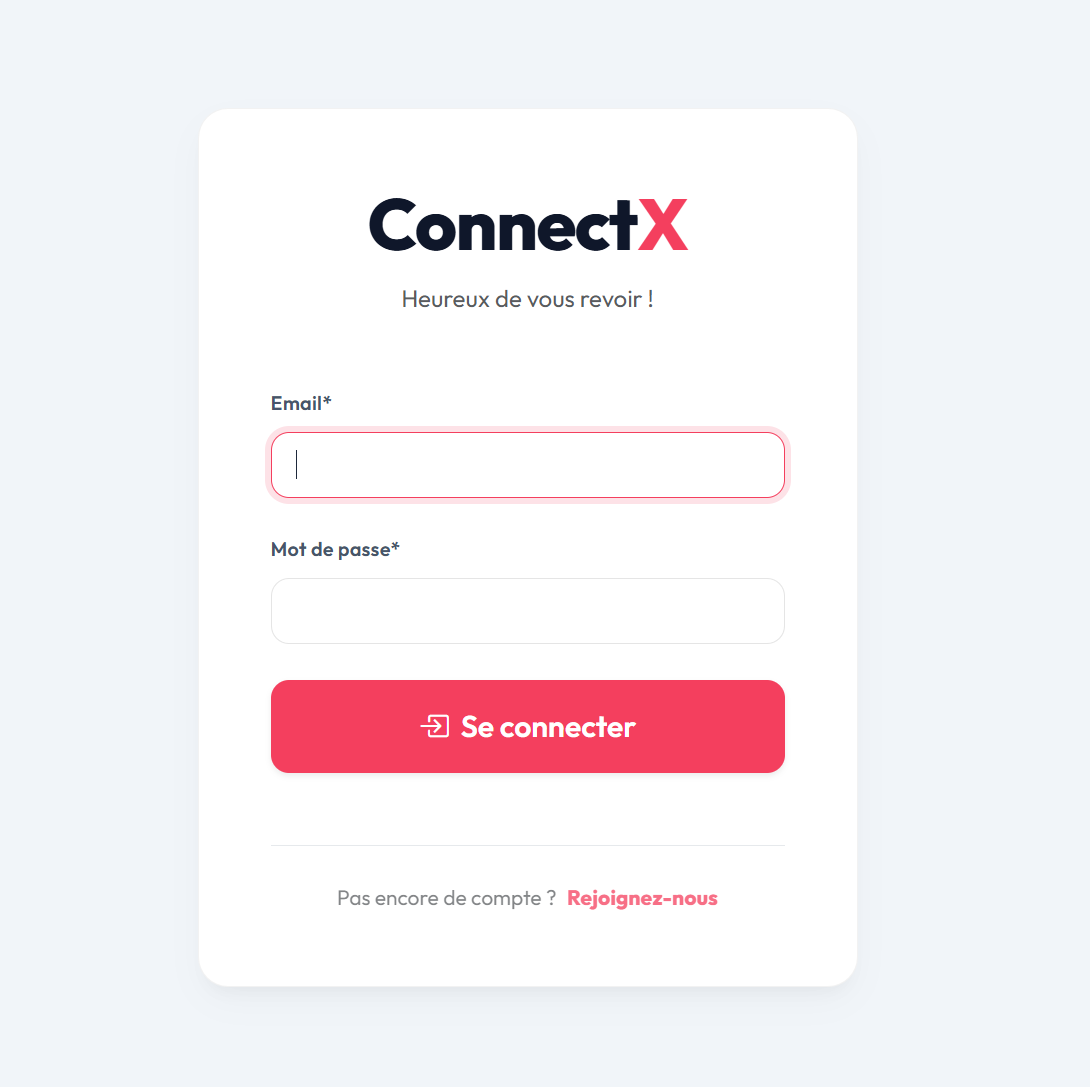 ConnectX
Heureux de vous revoir !
Email*
Mot de passe*
Se connecter
Pas encore de compte ? Rejoignez-nous